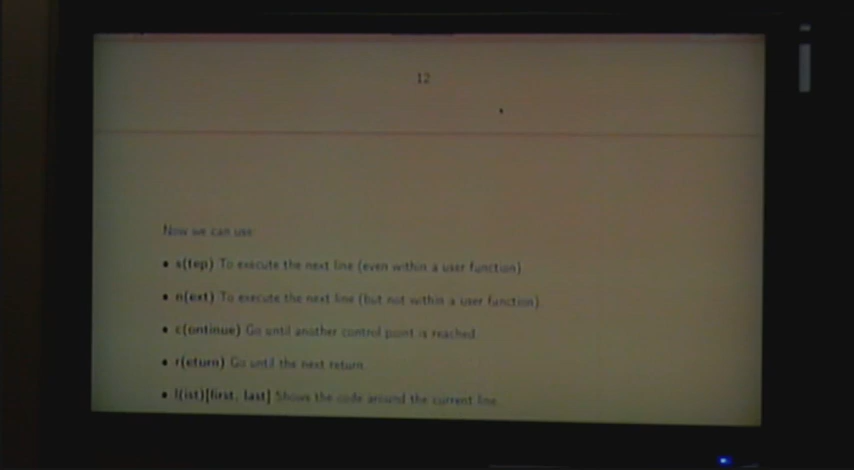 12
Now we can use
• s(tep) To execute the next line (even within a user function)
• n(ext) To execute the next line (but not within a user function)
• c(ontinue) Go until another control point is reached
• r(eturn) Go until the next return
• l(ist)[first, last] Shows the code around the current line